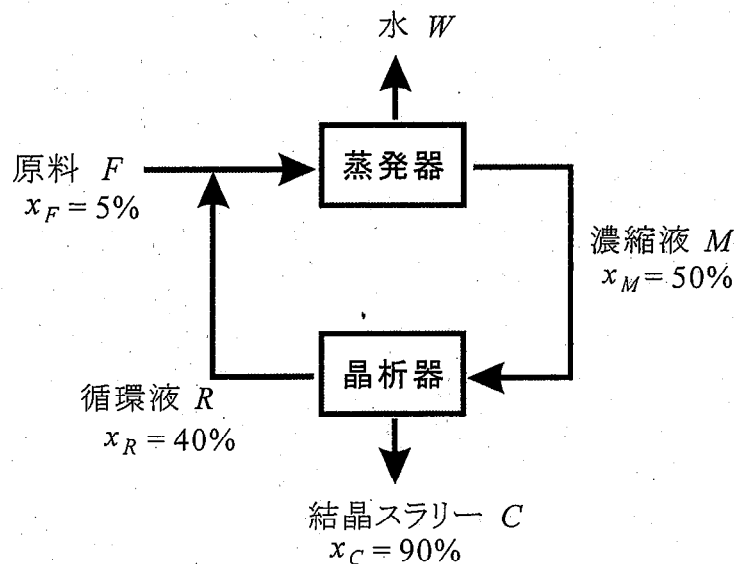 水 W
原料 F
x_F = 5%
蒸発器
濃縮液 M
x_M = 50%
晶析器
循環液 R
x_R = 40%
結晶スラリー C
x_C = 90%